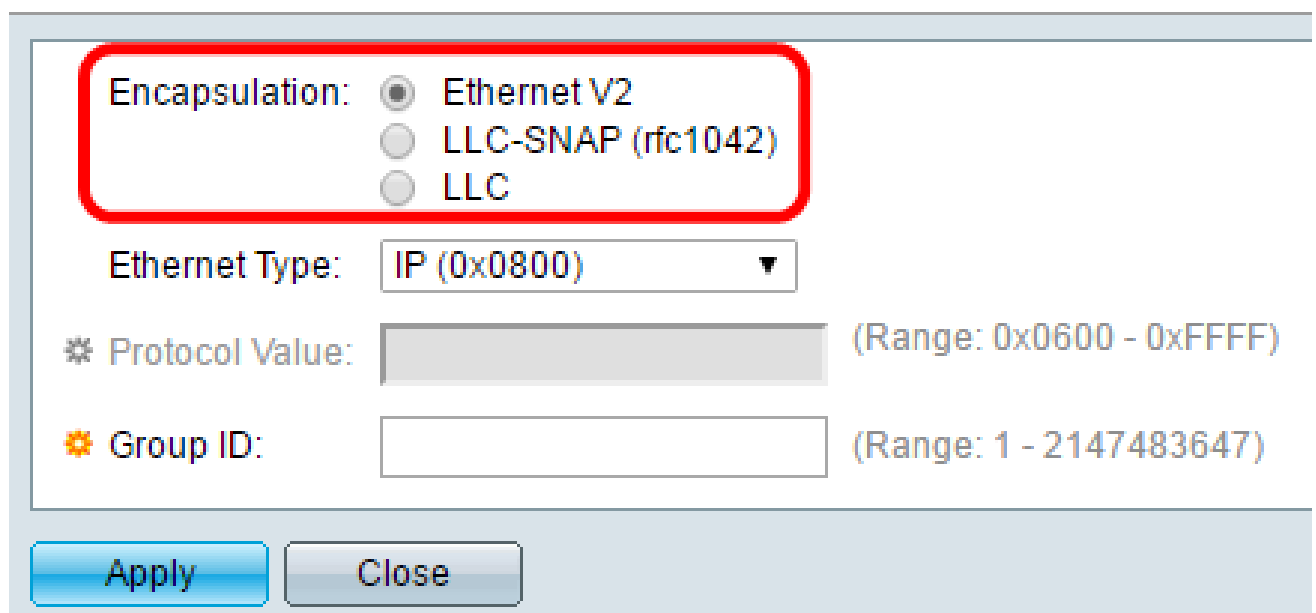 Encapsulation: Ethernet V2
LLC-SNAP (rfc1042)
LLC
Ethernet Type: IP (0x0800)
Protocol Value: (Range: 0x0600 - 0xFFFF)
Group ID: (Range: 1 - 2147483647)
Apply Close